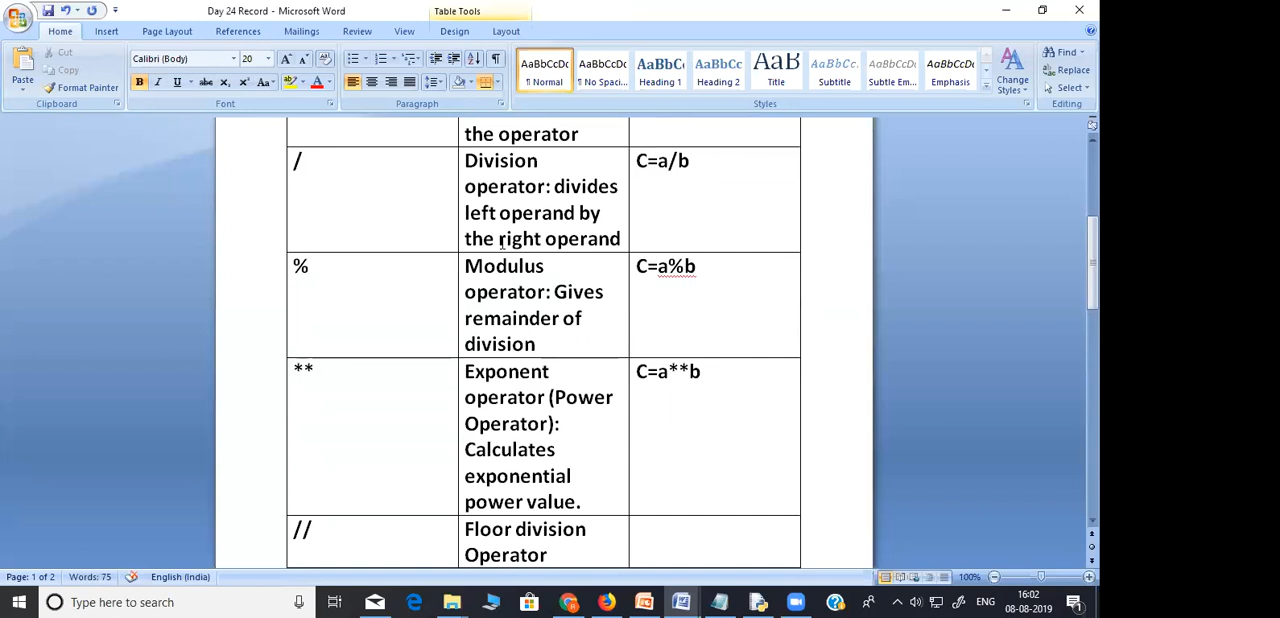 Day 24 Record - Microsoft Word
Table Tools
Home
Insert
Page Layout
References
Mailings
Review
View
Design
Layout
Paste
Cut
Copy
Format Painter
Clipboard
Calibri (Body)
20
Font
Paragraph
AaBbCcDc
¶ Normal
AaBbCcDc
¶ No Spaci...
AaBbCc
Heading 1
AaBbCc
Heading 2
AaB
Title
AaBbCc.
Subtitle
AaBbCcDc
Subtle Em...
AaBbCcDc
Emphasis
Styles
Change
Styles
Find
Replace
Select
Editing
the operator
/
Division
operator: divides
left operand by
the right operand
C=a/b
%
Modulus
operator: Gives
remainder of
division
C=a%b
**
Exponent
operator (Power
Operator):
Calculates
exponential
power value.
C=a**b
//
Floor division
Operator
Page: 1 of 2
Words: 75
English (India)
100%
Type here to search
ENG
16:02
08-08-2019